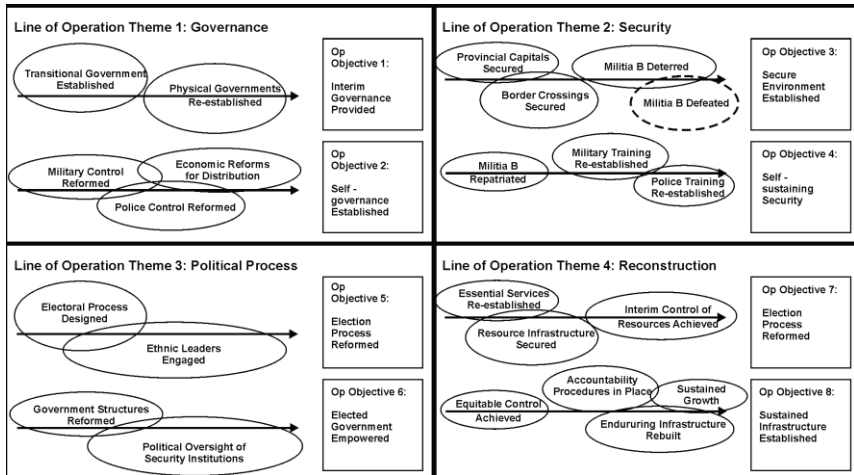 Line of Operation Theme 1: Governance
Transitional Government
Established
Physical Governments
Re-established
Op
Objective 1:
Interim
Governance
Provided
Military Control
Reformed
Economic Reforms
for Distribution
Police Control Reformed
Op
Objective 2:
Self -
governance
Established
Line of Operation Theme 2: Security
Provincial Capitals
Secured
Militia B Deterred
Border Crossings
Secured
Militia B Defeated
Op Objective 3:
Secure
Environment
Established
Militia B
Repatriated
Military Training
Re-established
Police Training
Re-established
Op Objective 4:
Self -
sustaining
Security
Line of Operation Theme 3: Political Process
Electoral Process
Designed
Ethnic Leaders
Engaged
Op
Objective 5:
Election
Process
Reformed
Government Structures
Reformed
Political Oversight of
Security Institutions
Op Objective 6:
Elected
Government
Empowered
Line of Operation Theme 4: Reconstruction
Essential Services
Re-established
Interim Control of
Resources Achieved
Resource Infrastructure
Secured
Op Objective 7:
Election
Process
Reformed
Equitable Control
Achieved
Accountability
Procedures in Place
Sustained
Growth
Endururing Infrastructure
Rebuilt
Op Objective 8:
Sustained
Infrastructure
Established